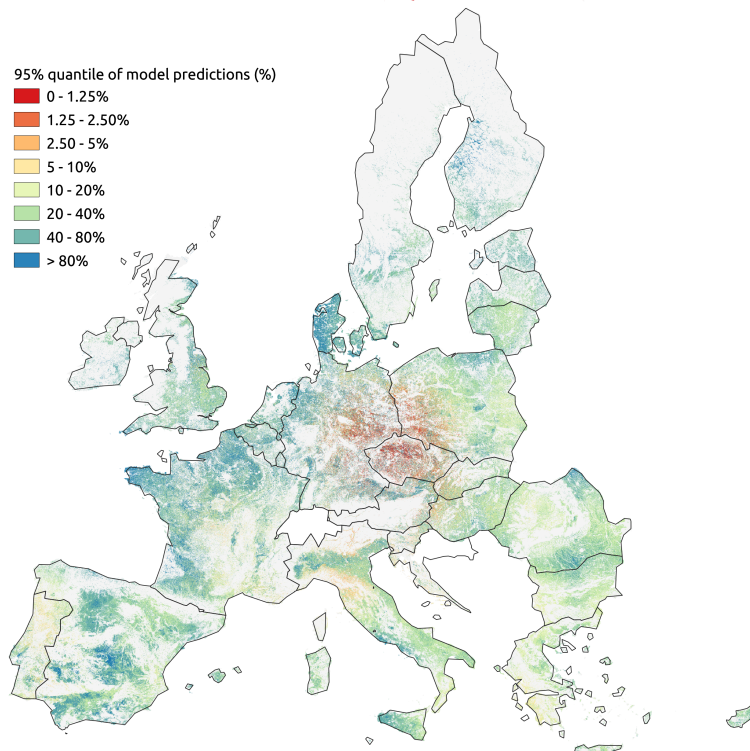 95% quantile of model predictions (%)
0 - 1.25%
1.25 - 2.50%
2.50 - 5%
5 - 10%
10 - 20%
20 - 40%
40 - 80%
> 80%